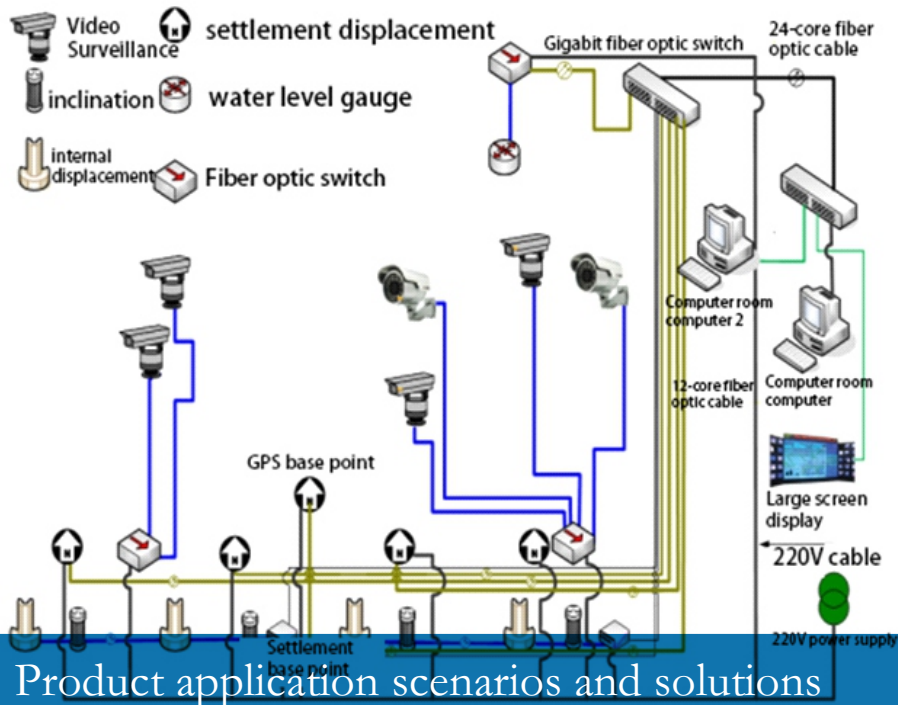 Video
Surveillance
settlement displacement
inclination
water level gauge
internal
displacement
Fiber optic switch
Gigabit fiber optic switch
24-core fiber
optic cable
Computer room
computer 2
12-core fiber
optic cable
Computer room
computer
GPS base point
Large screen
display
220V cable
220V power supply
Settlement
base point
Product application scenarios and solutions